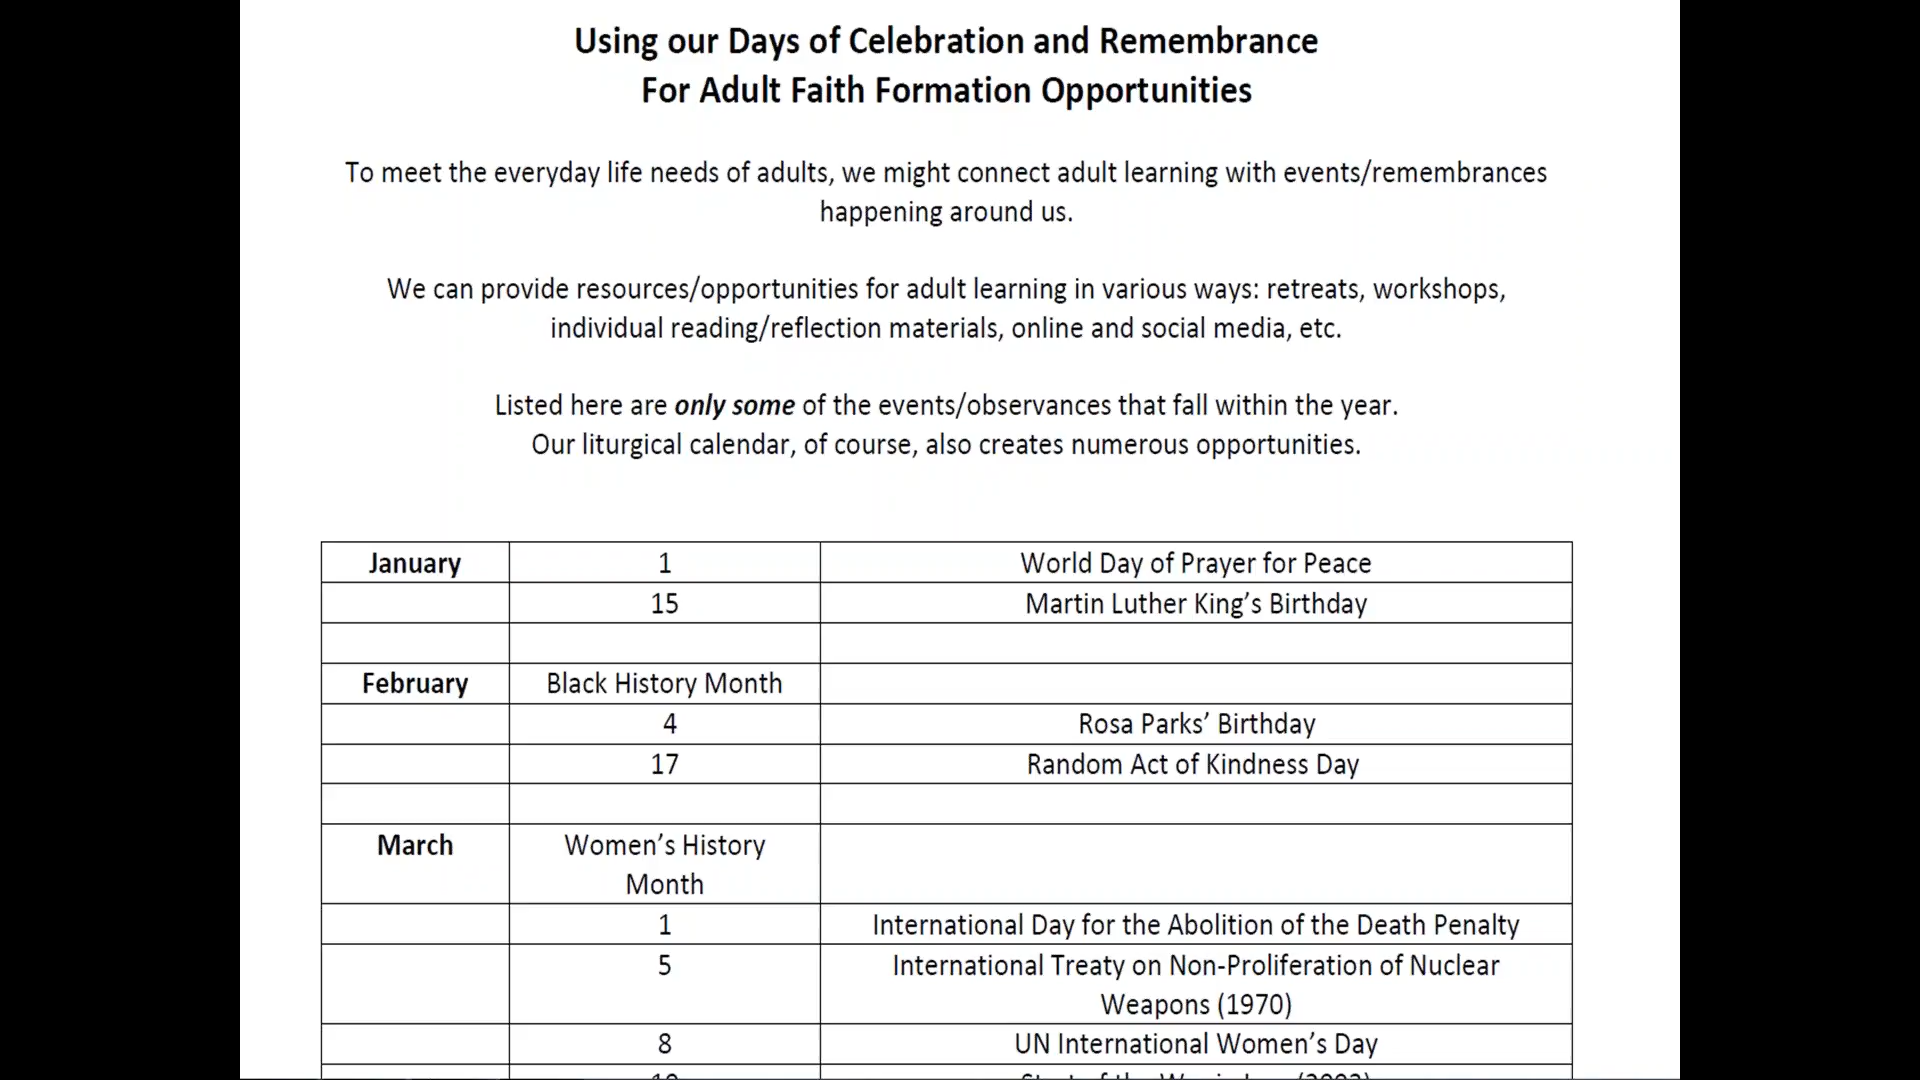 Using our Days of Celebration and Remembrance
For Adult Faith Formation Opportunities
To meet the everyday life needs of adults, we might connect adult learning with events/remembrances
happening around us.
We can provide resources/opportunities for adult learning in various ways: retreats, workshops,
individual reading/reflection materials, online and social media, etc.
Listed here are only some of the events/observances that fall within the year.
Our liturgical calendar, of course, also creates numerous opportunities.
January 1 World Day of Prayer for Peace
15 Martin Luther King’s Birthday
February Black History Month
4 Rosa Parks’ Birthday
17 Random Act of Kindness Day
March Women’s History
Month
1 International Day for the Abolition of the Death Penalty
5 International Treaty on Non-Proliferation of Nuclear
Weapons (1970)
8 UN International Women’s Day